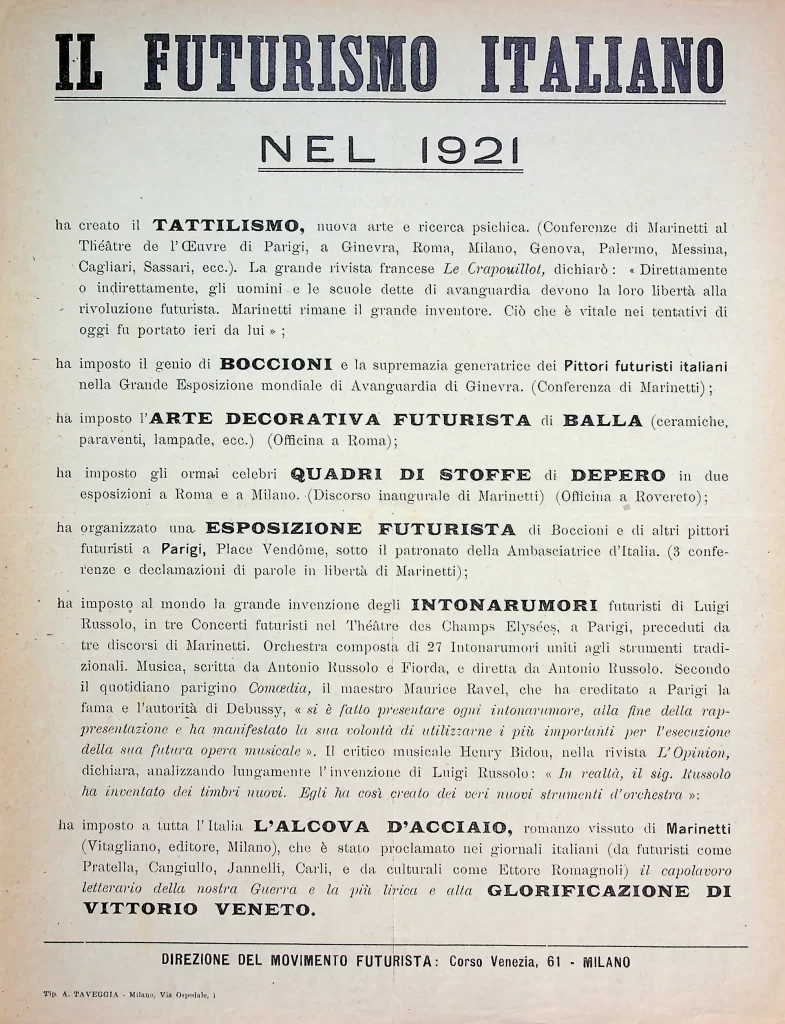 IL FUTURISMO ITALIANO
NEL 1921
ha creato il TATTILISMO, nuova arte e ricerca psichica. (Conferenze di Marinetti al
Théâtre de l'Œuvre di Parigi, a Ginevra, Roma, Milano, Genova, Palermo, Messina,
Cagliari, Sassari, ecc.). La grande rivista francese Le Crapouillot, dichiarò: « Direttamente
o indirettamente, gli uomini e le scuole dette di avanguardia devono la loro libertà alla
rivoluzione futurista. Marinetti rimane il grande inventore. Ciò che è vitale nei tentativi di
oggi fu portato ieri da lui » ;
ha imposto il genio di BOCCIONI e la supremazia generatrice dei Pittori futuristi italiani
nella Grande Esposizione mondiale di Avanguardia di Ginevra. (Conferenza di Marinetti) ;
ha imposto l'ARTE DECORATIVA FUTURISTA di BALLA (ceramiche,
paraventi, lampade, ecc.) (Officina a Roma);
ha imposto gli ormai celebri QUADRI DI STOFFE di DEPERO in due
esposizioni a Roma e a Milano. (Discorso inaugurale di Marinetti) (Officina a Rovereto) ;
ha organizzato una ESPOSIZIONE FUTURISTA di Boccioni e di altri pittori
futuristi a Parigi, Place Vendôme, sotto il patronato della Ambasciatrice d'Italia. (3 confe-
renze e declamazioni di parole in libertà di Marinetti);
ha imposto al mondo la grande invenzione degli INTONARUMORI futuristi di Luigi
Russolo, in tre Concerti futuristi nel Théâtre des Champs Elysées, a Parigi, preceduti da
tre discorsi di Marinetti. Orchestra composta di 27 Intonarumori uniti agli strumenti tradi-
zionali. Musica, scritta da Antonio Russolo e Fiorda, e diretta da Antonio Russolo. Secondo
il quotidiano parigino Comœdia, il maestro Maurice Ravel, che ha ereditato a Parigi la
fama e l'autorità di Debussy, « si è fatto presentare ogni intonarumore, alla fine della rap-
presentazione e ha manifestato la sua volontà di utilizzarne i più importanti per l'esecuzione
della sua futura opera musicale ». Il critico musicale Henry Bidou, nella rivista L'Opinion,
dichiara, analizzando lungamente l'invenzione di Luigi Russolo : « In realtà, il sig. Russolo
ha inventato dei timbri nuovi. Egli ha così creato dei veri nuovi strumenti d'orchestra »;
ha imposto a tutta l'Italia L'ALCOVA D'ACCIAIO, romanzo vissuto di Marinetti
(Vitagliano, editore, Milano), che è stato proclamato nei giornali italiani (da futuristi come
Pratella, Cangiullo, Jannelli, Carli, e da culturali come Ettore Romagnoli) il capolavoro
letterario della nostra Guerra e la più lirica e alta GLORIFICAZIONE DI
VITTORIO VENETO.
DIREZIONE DEL MOVIMENTO FUTURISTA: Corso Venezia, 61 - MILANO
Tip. A. TAVEGGIA - Milano, Via Ospedale, 1